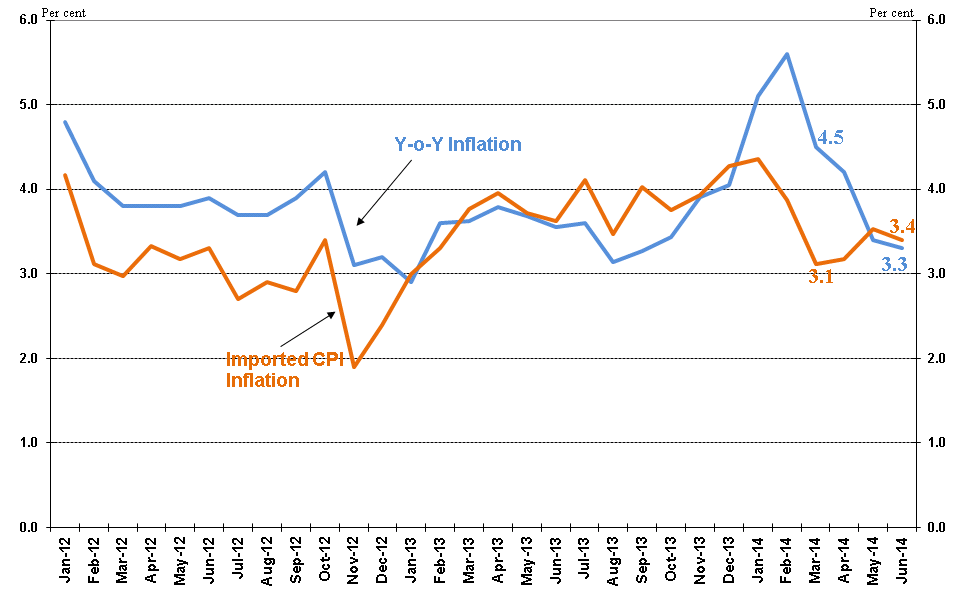 Per cent Per cent
6.0 6.0
5.0 5.0
Y-o-Y Inflation
4.5
4.0 4.0
3.4
3.3
3.0 3.0
3.1
2.0 2.0
Imported CPI
Inflation
1.0 1.0
0.0 0.0
Jan-12 Feb-12 Mar-12 Apr-12 May-12 Jun-12 Jul-12 Aug-12 Sep-12 Oct-12 Nov-12 Dec-12 Jan-13 Feb-13 Mar-13 Apr-13 May-13 Jun-13 Jul-13 Aug-13 Sep-13 Oct-13 Nov-13 Dec-13 Jan-14 Feb-14 Mar-14 Apr-14 May-14 Jun-14